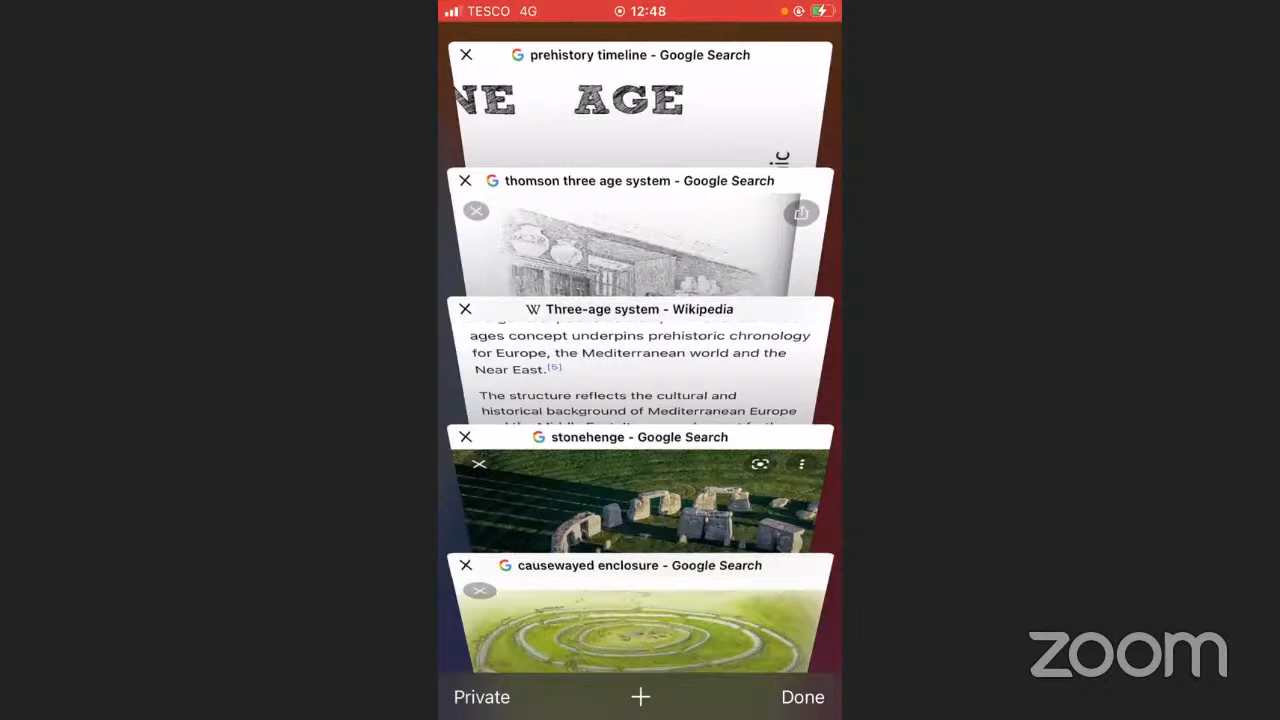 TESCO 4G 12:48
prehistory timeline - Google Search
NE AGE
ic
thomson three age system - Google Search
W Three-age system - Wikipedia
ages concept underpins prehistoric chronology
for Europe, the Mediterranean world and the
Near East.[5]
The structure reflects the cultural and
historical background of Mediterranean Europe
stonehenge - Google Search
causewayed enclosure - Google Search
Private
Done
zoom